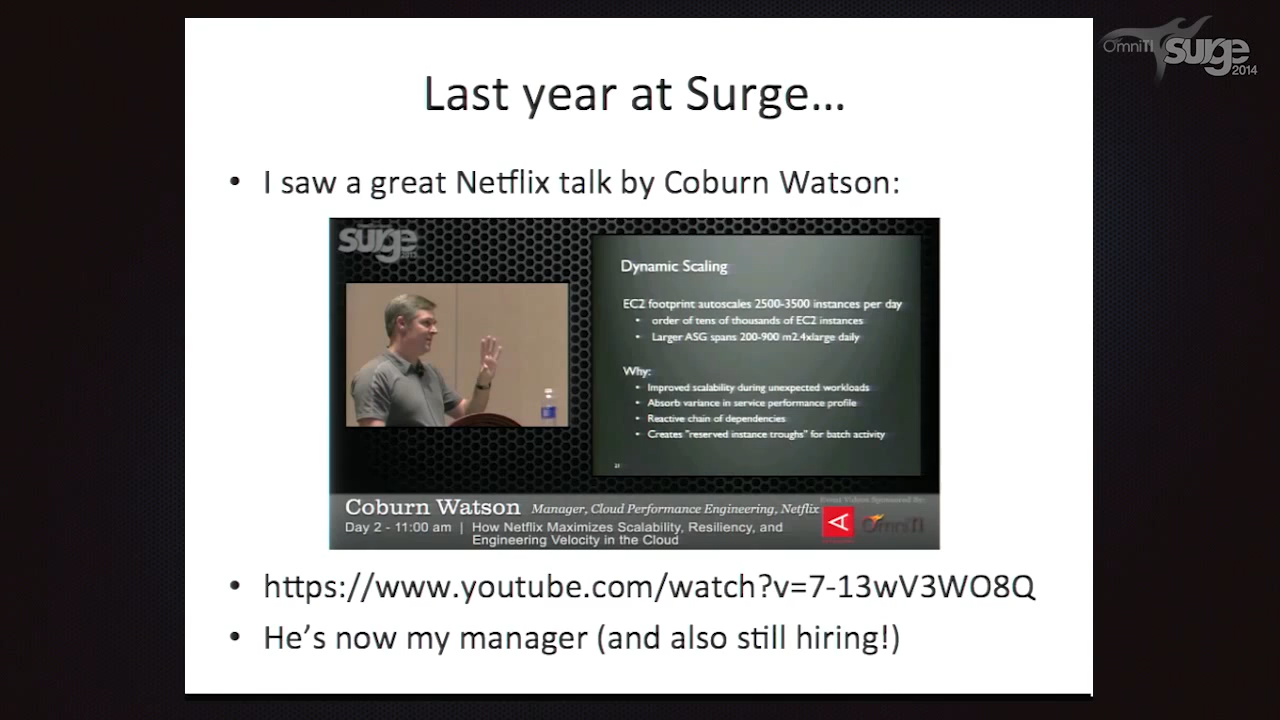 OmniTI surge 2014
Last year at Surge…
• I saw a great Netflix talk by Coburn Watson:
surge
Dynamic Scaling
EC2 footprint autoscales 2500-3500 instances per day
• order of tens of thousands of EC2 instances
• Larger ASG spans 200-900 m2.4xlarge daily
Why:
• Improved scalability during unexpected workloads
• Absorb variance in service performance profile
• Reactive chain of dependencies
• Creates "reserved instance troughs" for batch activity
Coburn Watson Manager, Cloud Performance Engineering, Netflix
Event Videos Sponsored By:
Day 2 - 11:00 am | How Netflix Maximizes Scalability, Resiliency, and
Engineering Velocity in the Cloud
OmniTI
• https://www.youtube.com/watch?v=7-13wV3WO8Q
• He's now my manager (and also still hiring!)